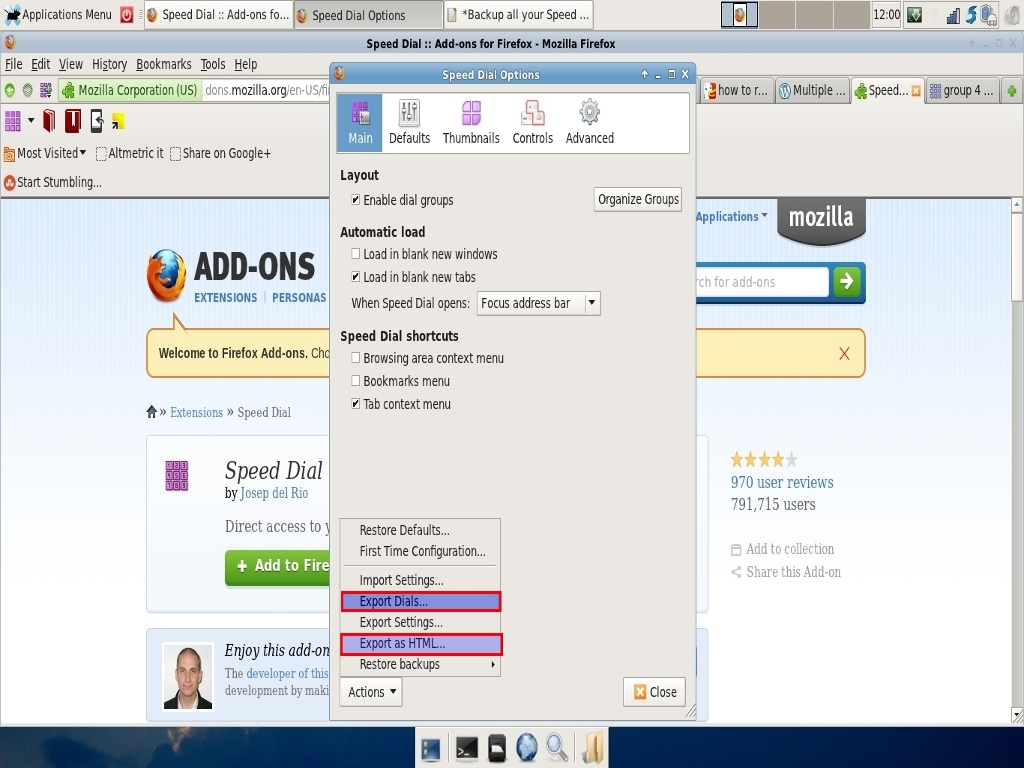 Applications Menu
Speed Dial :: Add-ons fo...
Speed Dial Options
*Backup all your Speed ...
12:00
Speed Dial :: Add-ons for Firefox - Mozilla Firefox
File Edit View History Bookmarks Tools Help
Mozilla Corporation (US)
dons.mozilla.org/en-US/fi
how to r...
Multiple ...
Speed...
group 4 ...
Most Visited
Altmetric it
Share on Google+
Start Stumbling...
Speed Dial Options
Main
Defaults
Thumbnails
Controls
Advanced
Layout
Enable dial groups
Organize Groups
Automatic load
Load in blank new windows
Load in blank new tabs
When Speed Dial opens:
Focus address bar
Speed Dial shortcuts
Browsing area context menu
Bookmarks menu
Tab context menu
Restore Defaults...
First Time Configuration...
Import Settings...
Export Dials...
Export Settings...
Export as HTML...
Restore backups
Actions
Close
Applications
mozilla
ADD-ONS
EXTENSIONS | PERSONAS
rch for add-ons
Welcome to Firefox Add-ons. Cho
X
» Extensions » Speed Dial
Speed Dial
by Josep del Rio
Direct access to y
+ Add to Fire
970 user reviews
791,715 users
Add to collection
Share this Add-on
Enjoy this add-on
The developer of this
development by maki